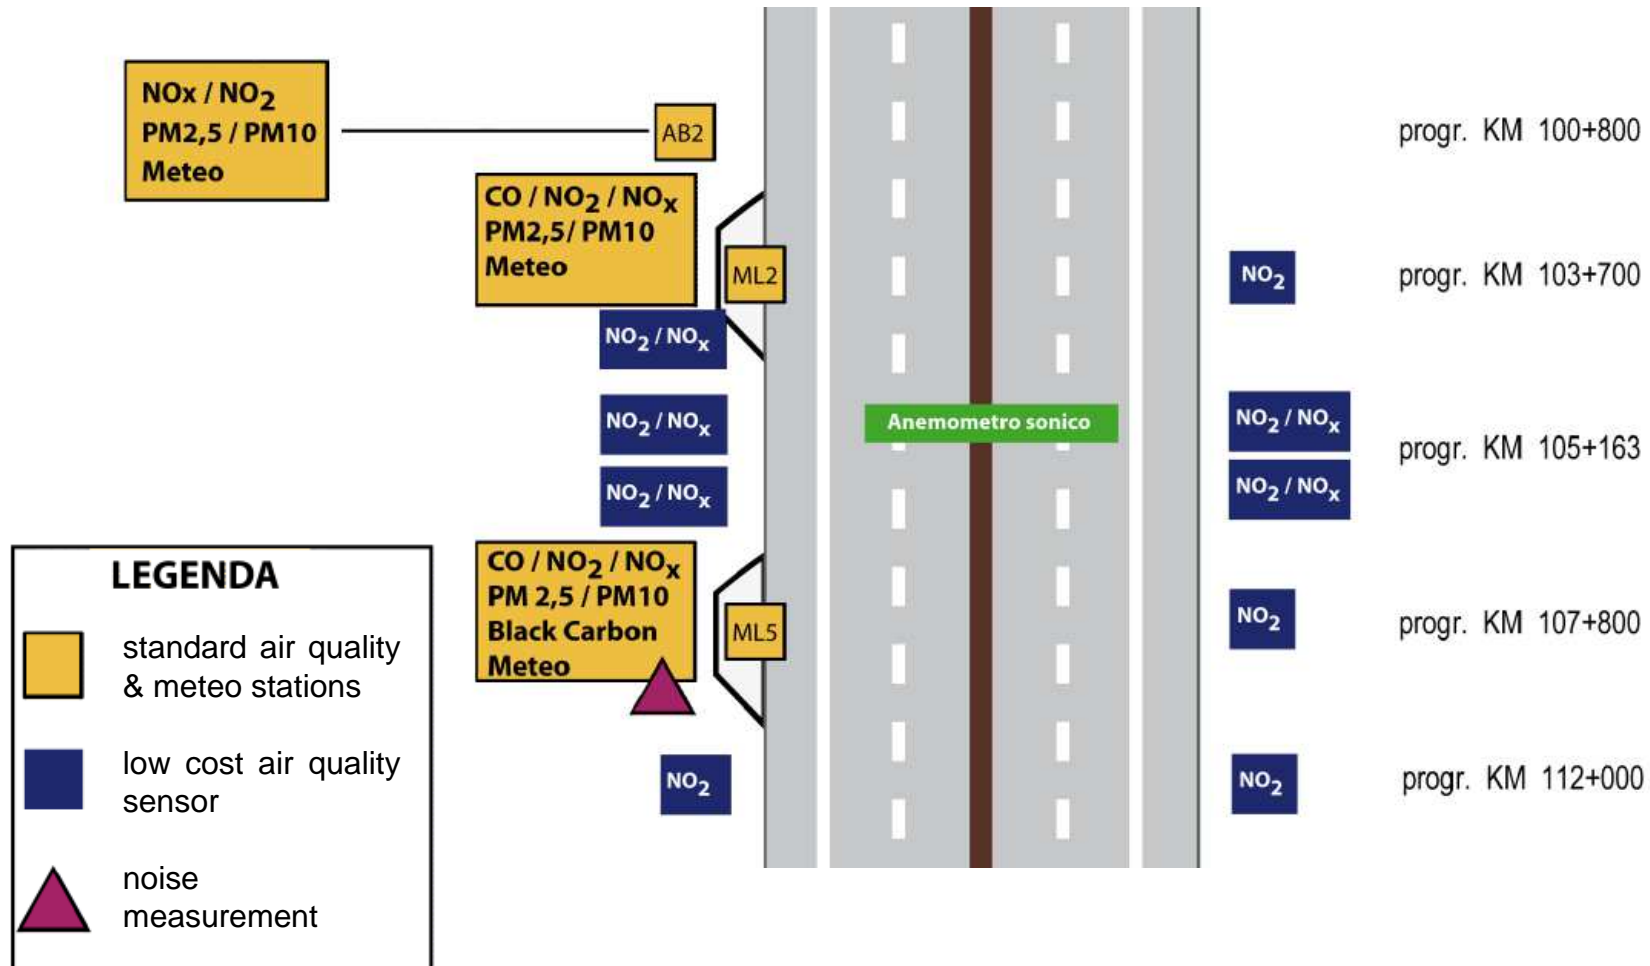 NOx / NO2
PM2,5 / PM10
Meteo
AB2
progr. KM 100+800
CO / NO2 / NOx
PM2,5/ PM10
Meteo
ML2
NO2
progr. KM 103+700
NO2 / NOx
NO2 / NOx
Anemometro sonico
NO2 / NOx
progr. KM 105+163
NO2 / NOx
NO2 / NOx
CO / NO2 / NOx
PM 2,5 / PM10
Black Carbon
Meteo
ML5
NO2
progr. KM 107+800
NO2
NO2
progr. KM 112+000
LEGENDA
standard air quality
& meteo stations
low cost air quality
sensor
noise
measurement